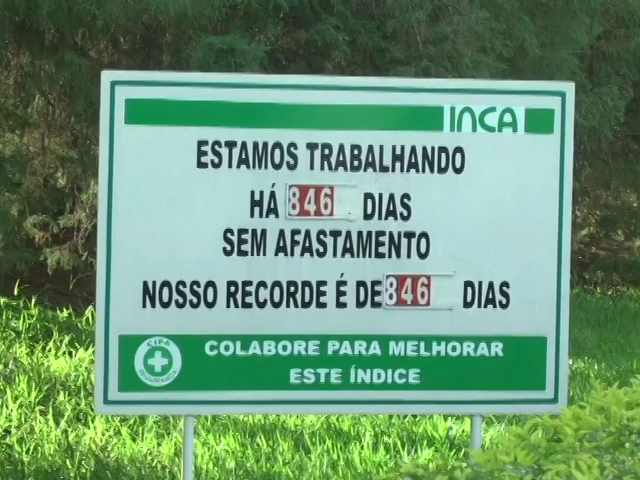 INCA
ESTAMOS TRABALHANDO
HÁ 846 DIAS
SEM AFASTAMENTO
NOSSO RECORDE É DE 846 DIAS
CIPA
COLABORE PARA MELHORAR
ESTE ÍNDICE